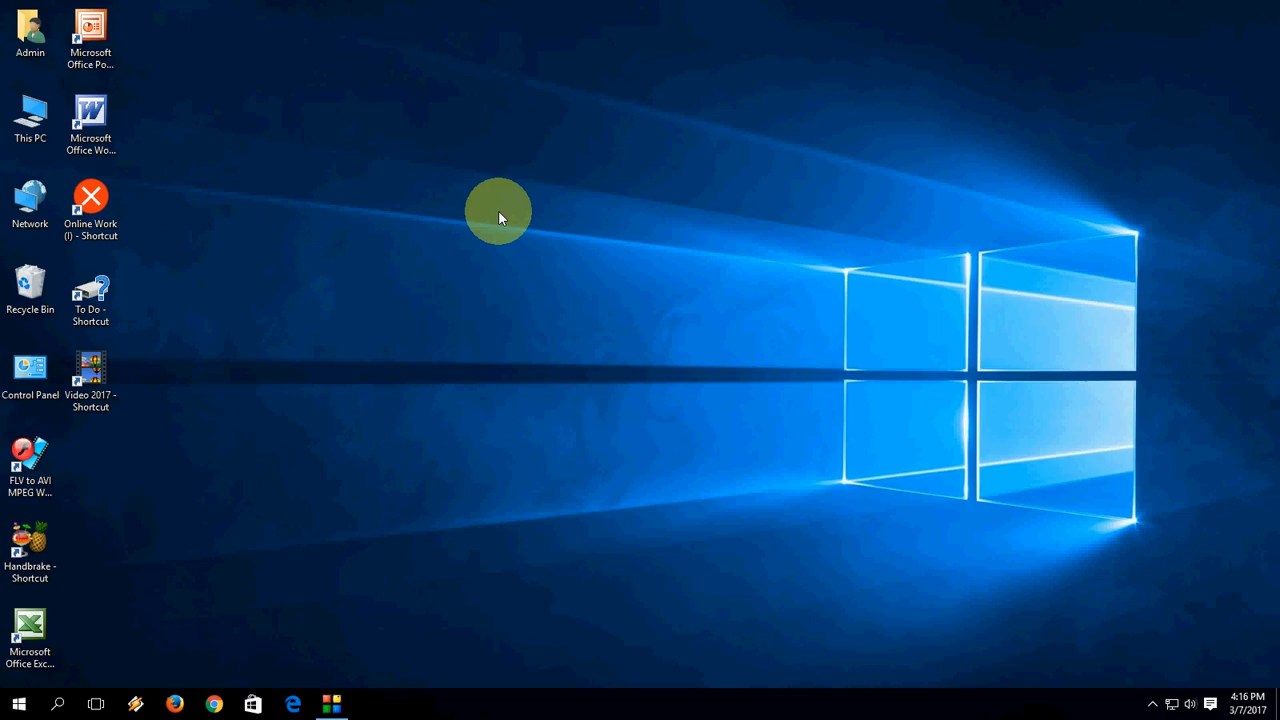 Admin
Microsoft
Office Po...
This PC
Microsoft
Office Wo...
Network
Online Work
(I) - Shortcut
Recycle Bin
To Do -
Shortcut
Control Panel
Video 2017 -
Shortcut
FLV to AVI
MPEG W...
Handbrake -
Shortcut
Microsoft
Office Exc...
4:16 PM
3/7/2017